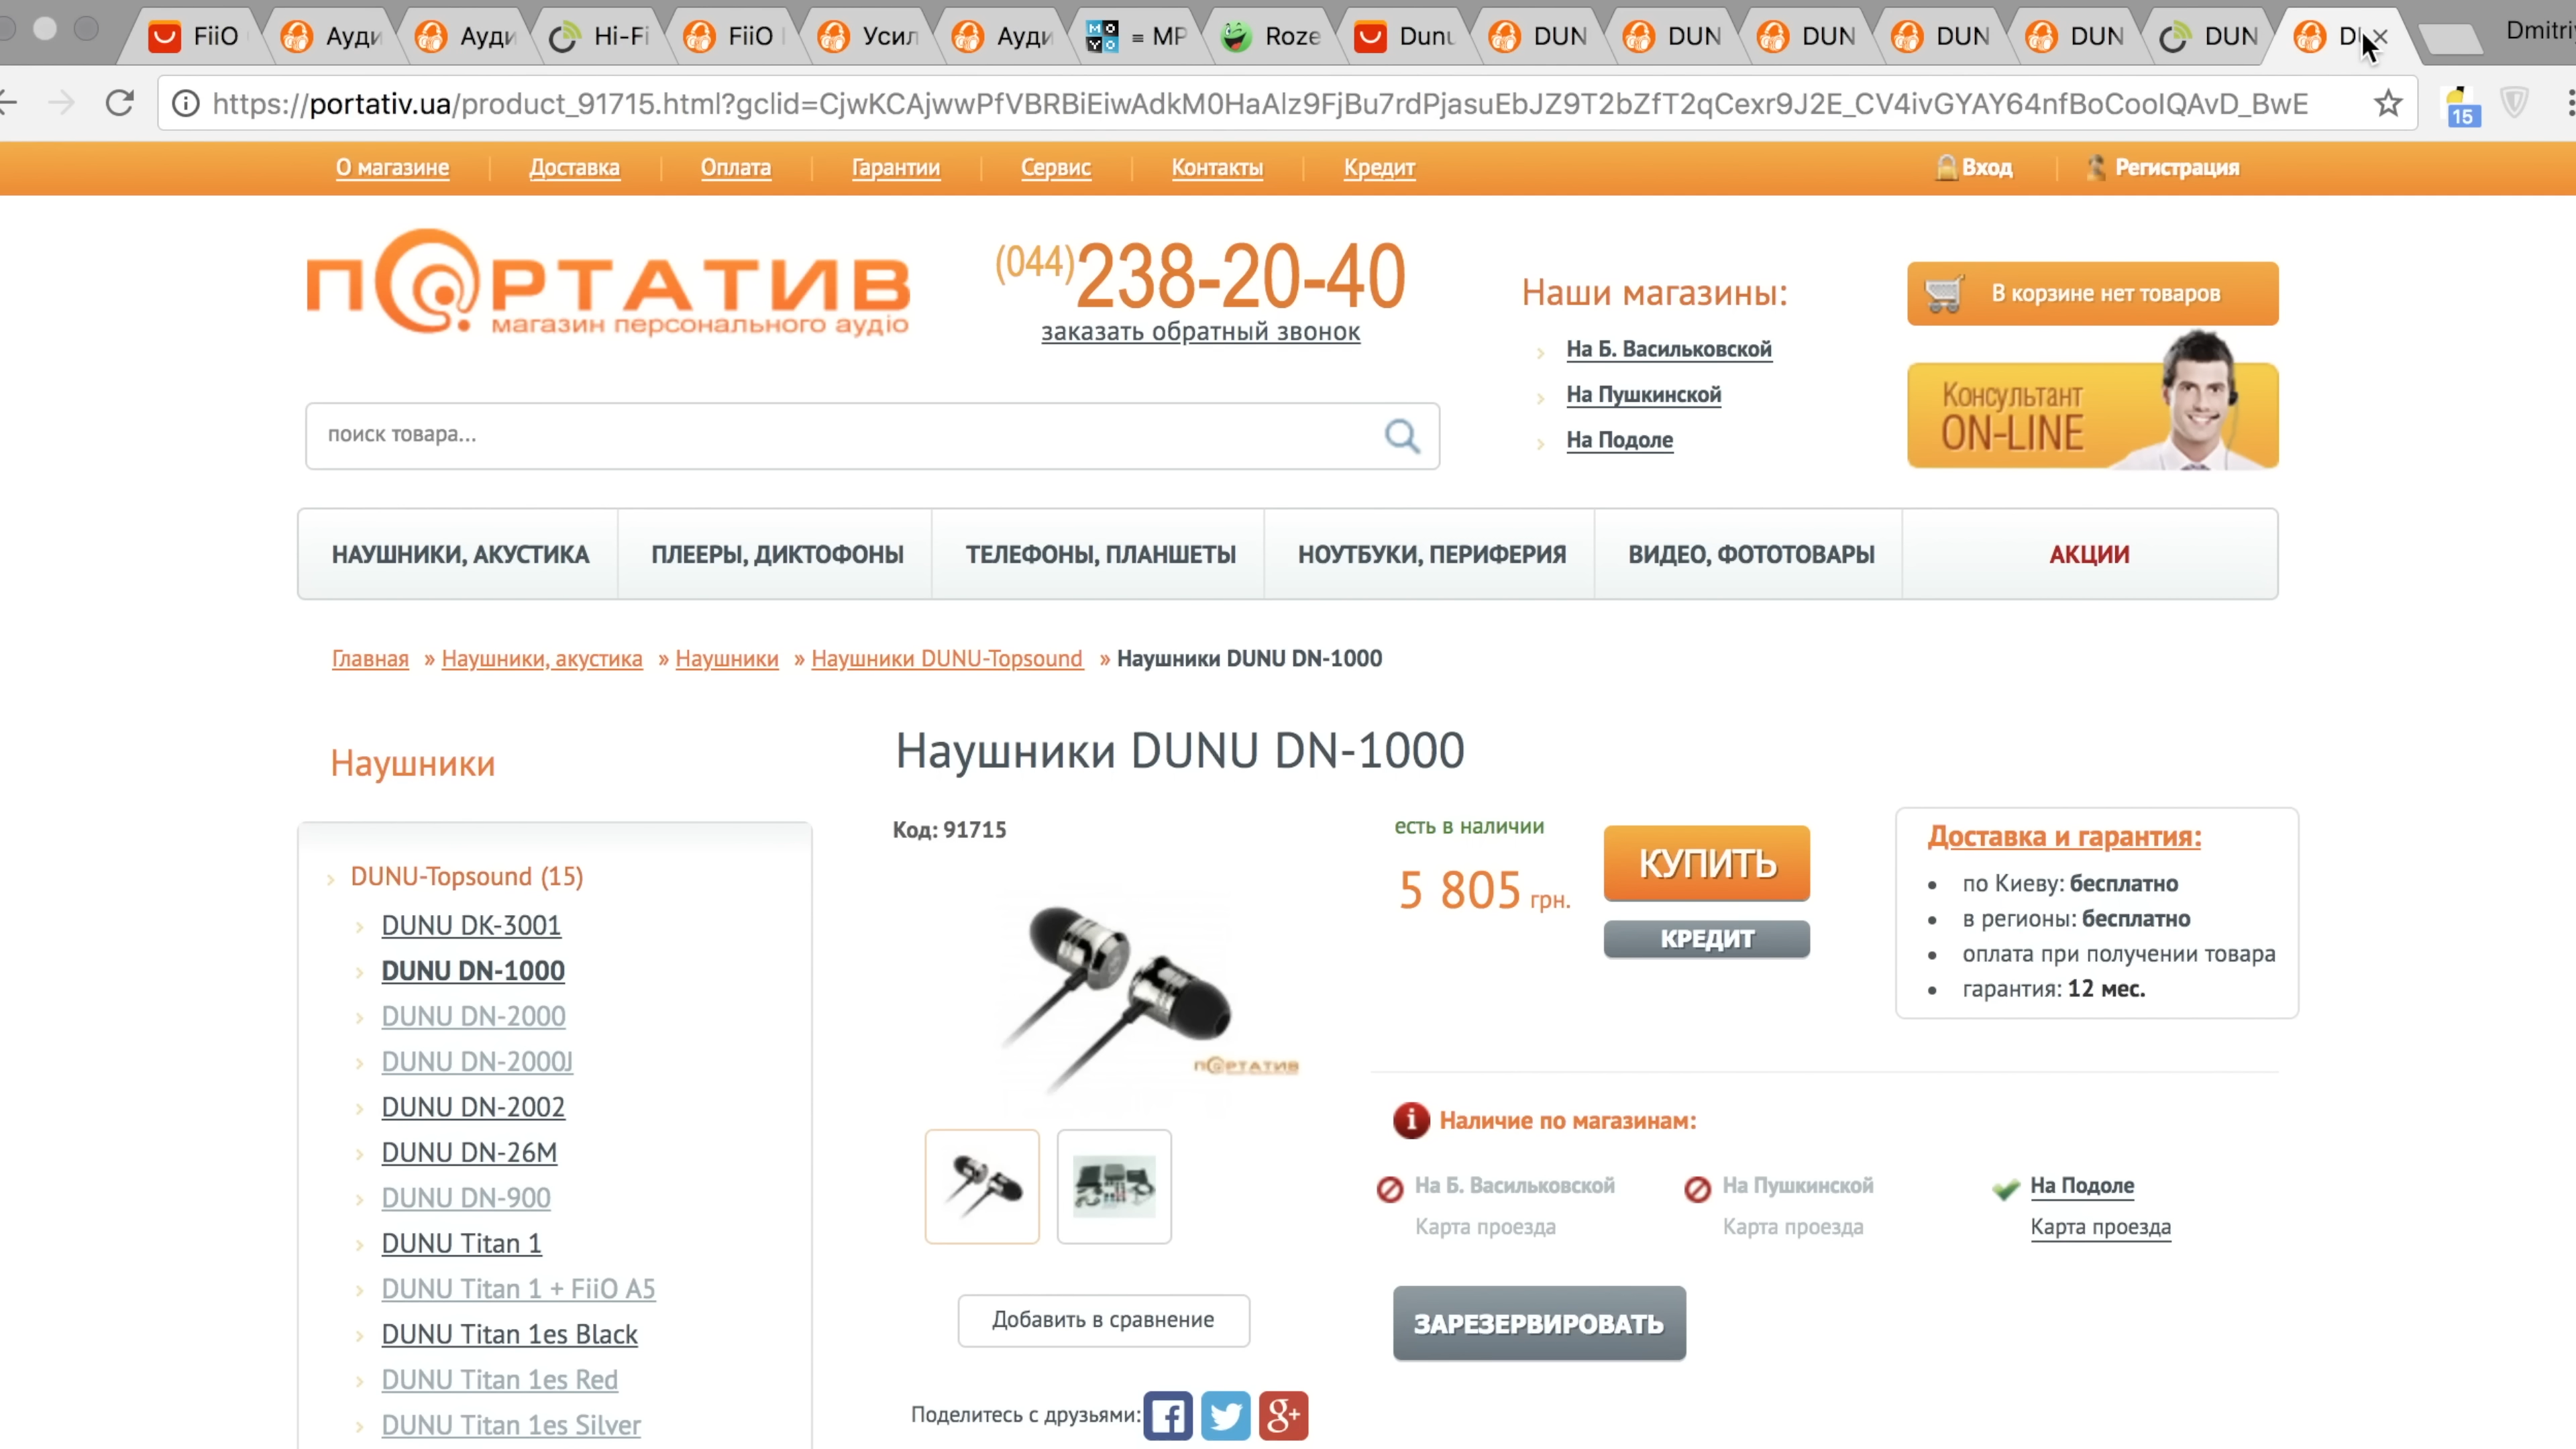 FiiO
Ауди
Ауди
Hi-Fi
FiiO
Усил
Ауди
= MP
Roze
Dunu
DUN
DUN
DUN
DUN
DUN
DUN
Dmitriy
https://portativ.ua/product_91715.html?gclid=CjwKCAjwwPfVBRBiEiwAdkM0HaAlz9FjBu7rdPjasuEbJZ9T2bZfT2qCexr9J2E_CV4ivGYAY64nfBoCooIQAvD_BwE
15
О магазине
Доставка
Оплата
Гарантии
Сервис
Контакты
Кредит
Вход
Регистрация
ПОРТАТИВ
магазин персонального аудіо
(044)238-20-40
заказать обратный звонок
Наши магазины:
На Б. Васильковской
На Пушкинской
На Подоле
В корзине нет товаров
Консультант
ON-LINE
поиск товара...
НАУШНИКИ, АКУСТИКА
ПЛЕЕРЫ, ДИКТОФОНЫ
ТЕЛЕФОНЫ, ПЛАНШЕТЫ
НОУТБУКИ, ПЕРИФЕРИЯ
ВИДЕО, ФОТОТОВАРЫ
АКЦИИ
Главная » Наушники, акустика » Наушники » Наушники DUNU-Topsound » Наушники DUNU DN-1000
Наушники
DUNU-Topsound (15)
DUNU DK-3001
DUNU DN-1000
DUNU DN-2000
DUNU DN-2000J
DUNU DN-2002
DUNU DN-26M
DUNU DN-900
DUNU Titan 1
DUNU Titan 1 + FiiO A5
DUNU Titan 1es Black
DUNU Titan 1es Red
DUNU Titan 1es Silver
Наушники DUNU DN-1000
Код: 91715
ПОРТАТИВ
Добавить в сравнение
Поделитесь с друзьями:
есть в наличии
5 805 грн.
КУПИТЬ
КРЕДИТ
Доставка и гарантия:
• по Киеву: бесплатно
• в регионы: бесплатно
• оплата при получении товара
• гарантия: 12 мес.
Наличие по магазинам:
На Б. Васильковской
Карта проезда
На Пушкинской
Карта проезда
На Подоле
Карта проезда
ЗАРЕЗЕРВИРОВАТЬ